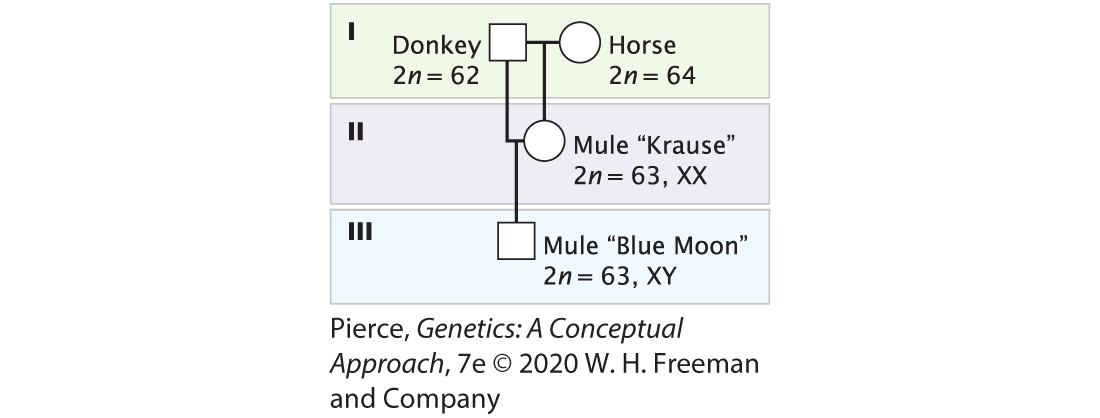 I
Donkey
2n = 62
Horse
2n = 64
II
Mule “Krause”
2n = 63, XX
III
Mule “Blue Moon”
2n = 63, XY
Pierce, Genetics: A Conceptual
Approach, 7e © 2020 W. H. Freeman
and Company